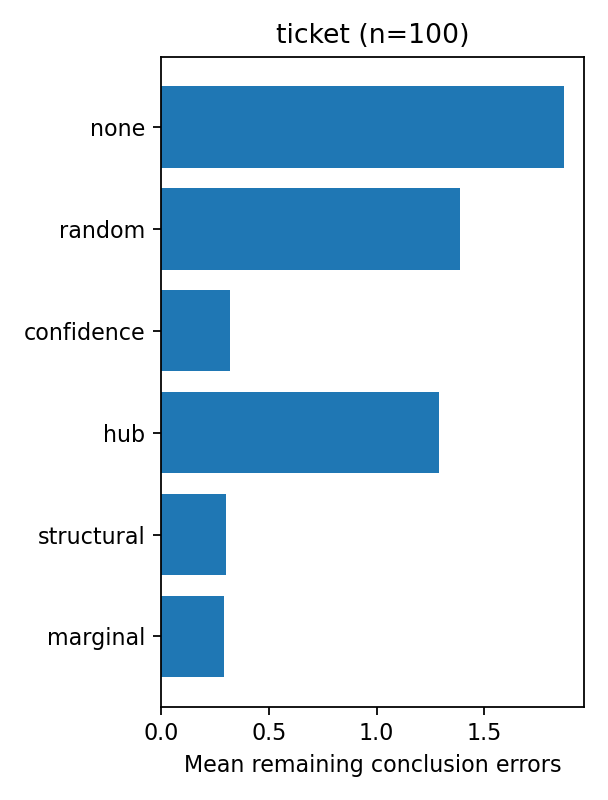 ticket (n=100)
none
random
confidence
hub
structural
marginal
0.0 0.5 1.0 1.5
Mean remaining conclusion errors